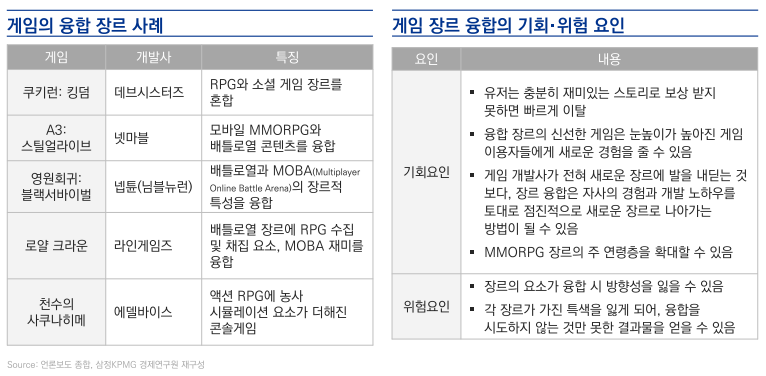 게임의 융합 장르 사례
게임 개발사 특징
쿠키런: 킹덤 데브시스터즈 RPG와 소셜 게임 장르를
혼합
A3:
스틸얼라이브 넷마블 모바일 MMORPG와
배틀로열 콘텐츠를 융합
영원회귀:
블랙서바이벌 넵튠(님블뉴런) 배틀로열과 MOBA(Multiplayer
Online Battle Arena)의 장르적
특성을 융합
로얄 크라운 라인게임즈 배틀로열 장르에 RPG 수집
및 채집 요소, MOBA 재미를
융합
천수의
사쿠나히메 에델바이스 액션 RPG에 농사
시뮬레이션 요소가 더해진
콘솔게임
게임 장르 융합의 기회·위험 요인
요인 내용
기회요인
▪ 유저는 충분히 재미있는 스토리로 보상 받지
못하면 빠르게 이탈
▪ 융합 장르의 신선한 게임은 눈높이가 높아진 게임
이용자들에게 새로운 경험을 줄 수 있음
▪ 게임 개발사가 전혀 새로운 장르에 발을 내딛는 것
보다, 장르 융합은 자사의 경험과 개발 노하우를
토대로 점진적으로 새로운 장르로 나아가는
방법이 될 수 있음
▪ MMORPG 장르의 주 연령층을 확대할 수 있음
위험요인
▪ 장르의 요소가 융합 시 방향성을 잃을 수 있음
▪ 각 장르가 가진 특색을 잃게 되어, 융합을
시도하지 않는 것만 못한 결과물을 얻을 수 있음
Source: 언론보도 종합, 삼정KPMG 경제연구원 재구성